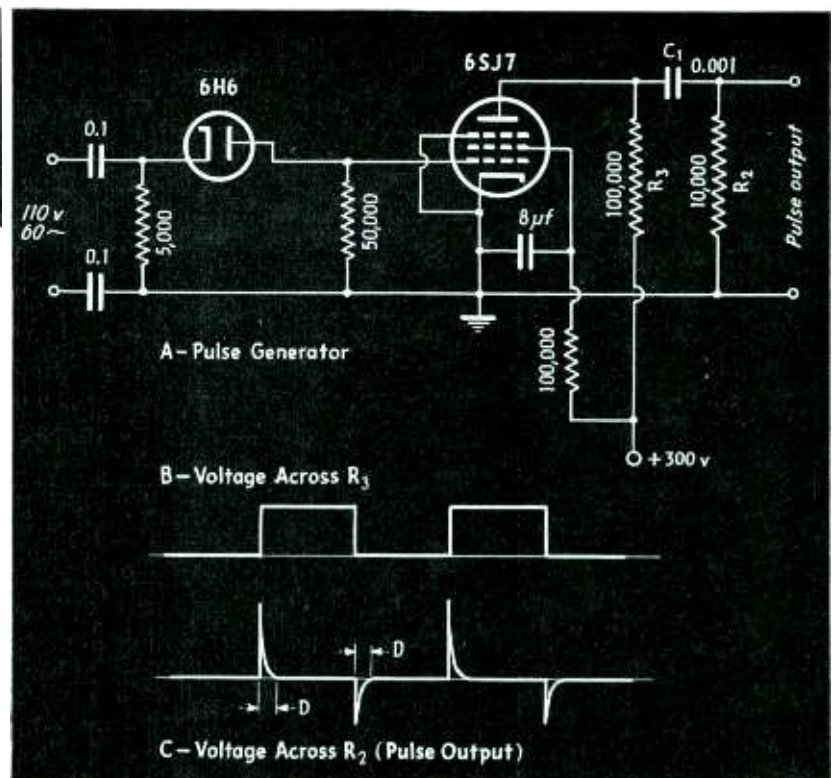 6H6
6SJ7
C1 0.001
0.1
110 v
60~
5,000
0.1
50,000
8µf
100,000
R3
10,000
R2
Pulse output
A–Pulse Generator
100,000
+300 v
B–Voltage Across R3
D
D
C–Voltage Across R2 (Pulse Output)